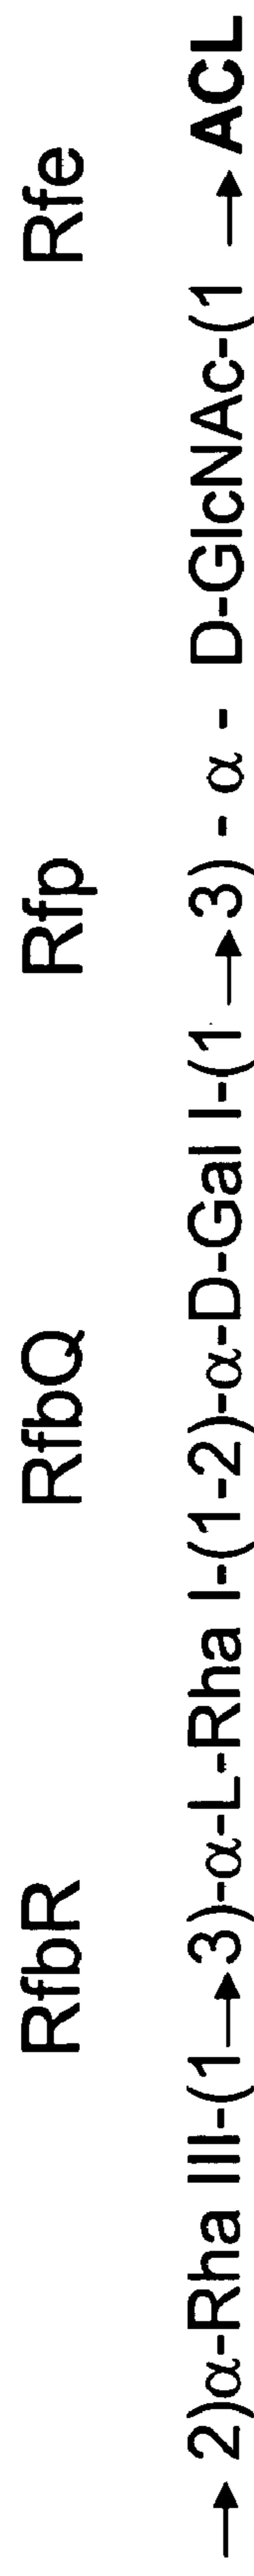 RfbR RfbQ Rfp Rfe
→ 2)α-Rha III-(1→3)-α-L-Rha I-(1-2)-α-D-Gal I-(1 →3) - α - D-GlcNAc-(1 → ACL